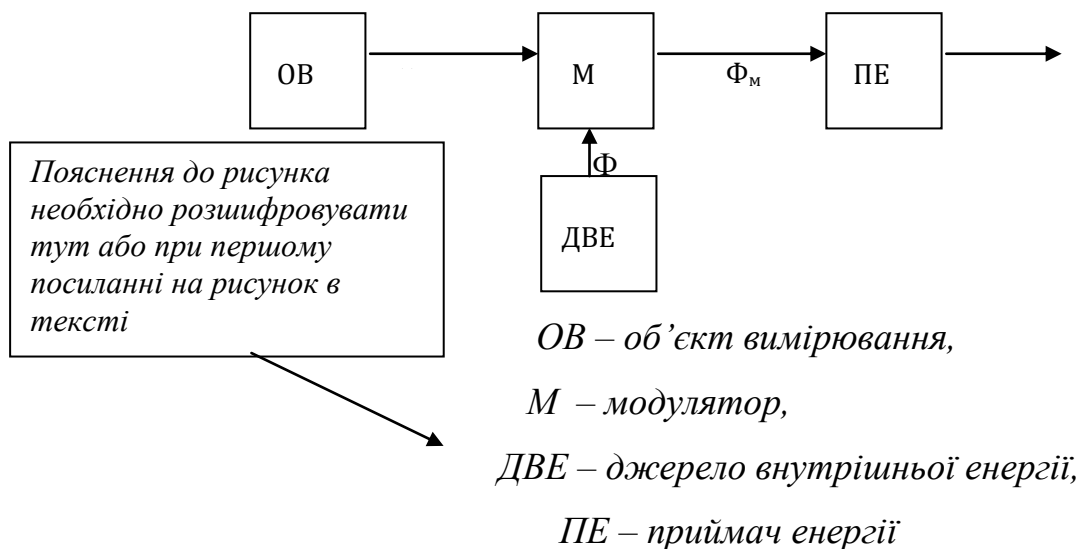 ОВ
М
Фм
ПЕ
Ф
ДВЕ
Пояснення до рисунка
необхідно розшифровувати
тут або при першому
посиланні на рисунок в
тексті
ОВ – об’єкт вимірювання,
М – модулятор,
ДВЕ – джерело внутрішньої енергії,
ПЕ – приймач енергії